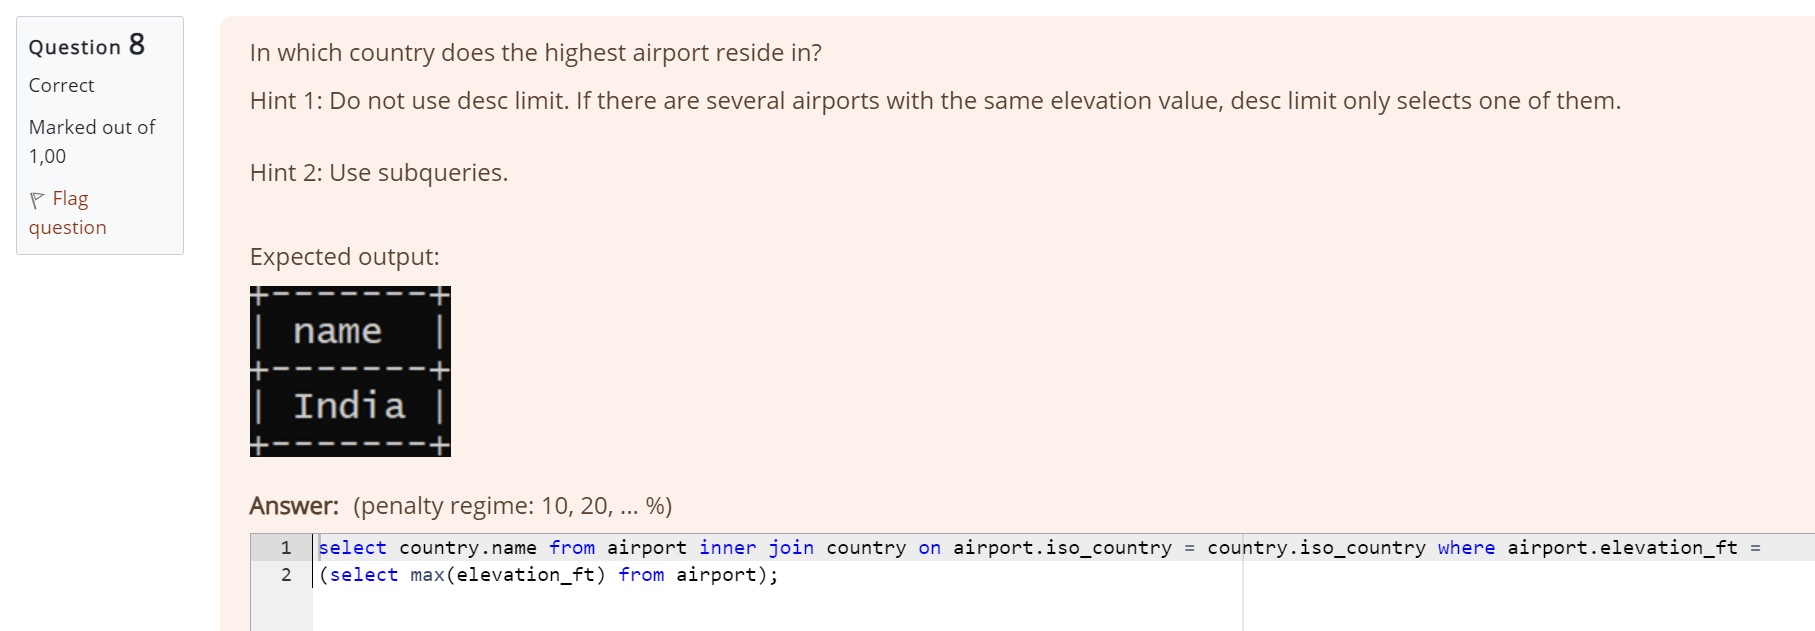 Question 8
Correct
Marked out of
1,00
Flag
question
In which country does the highest airport reside in?
Hint 1: Do not use desc limit. If there are several airports with the same elevation value, desc limit only selects one of them.
Hint 2: Use subqueries.
Expected output:
+-------+
| name  |
+-------+
| India |
+-------+
Answer: (penalty regime: 10, 20, ... %)
1 select country.name from airport inner join country on airport.iso_country = country.iso_country where airport.elevation_ft =
2 (select max(elevation_ft) from airport);